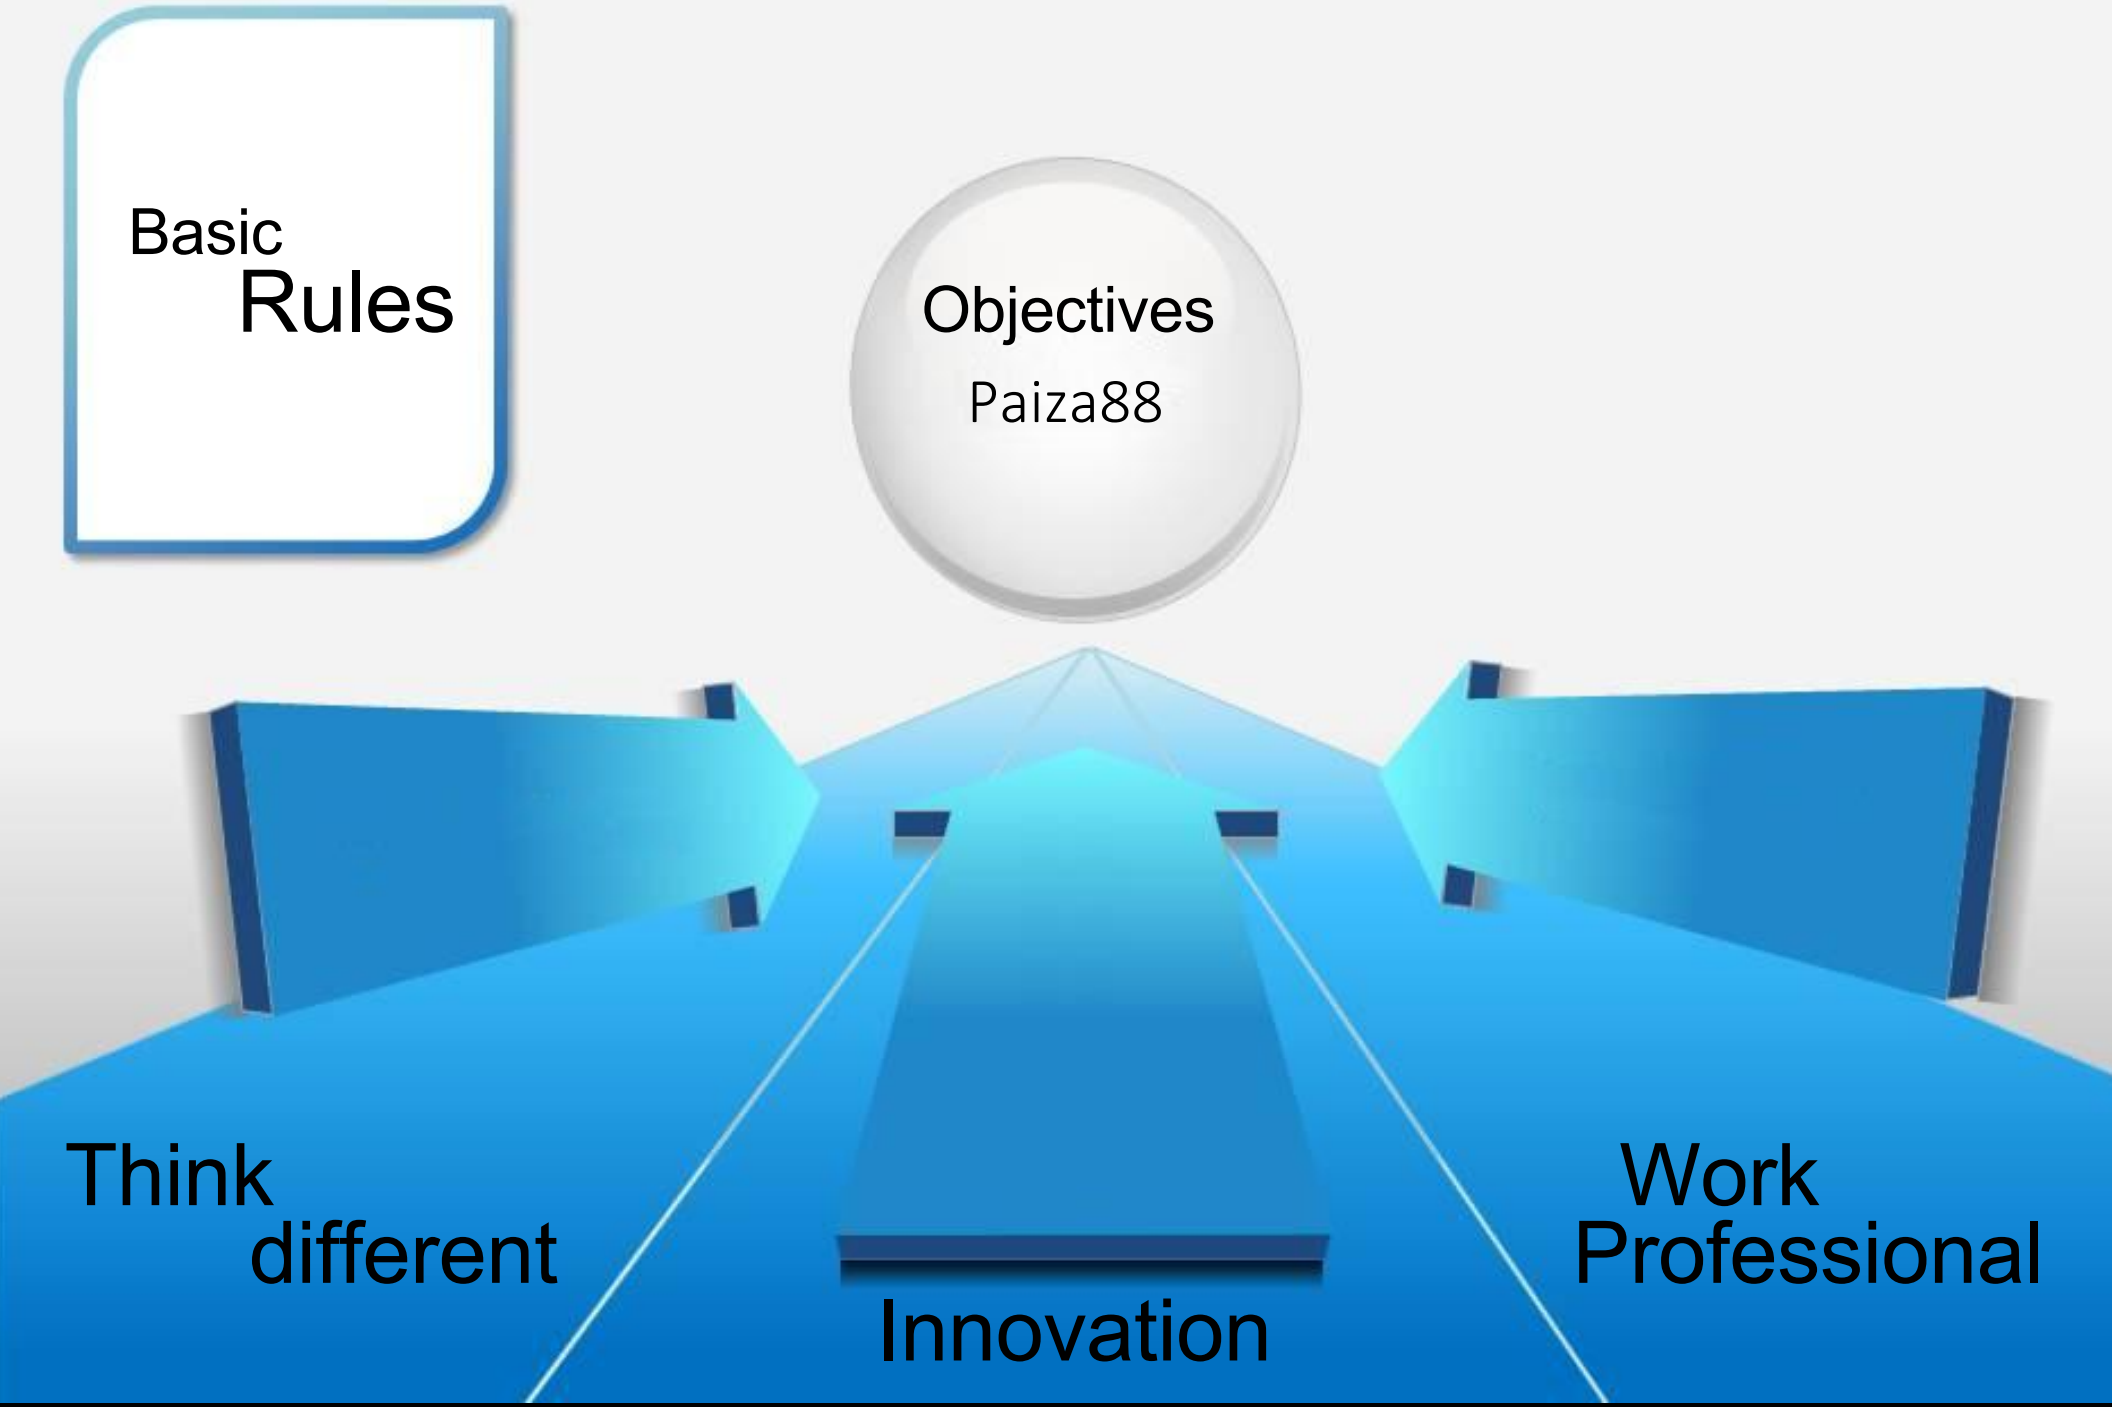 Basic
Rules
Objectives
Paiza88
Think
different
Innovation
Work
Professional